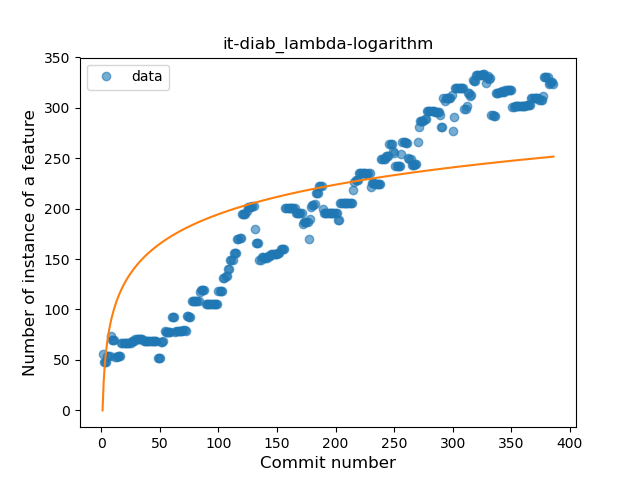 it-diab_lambda-logarithm
data
Number of instance of a feature
350
300
250
200
150
100
50
0
0 50 100 150 200 250 300 350 400
Commit number